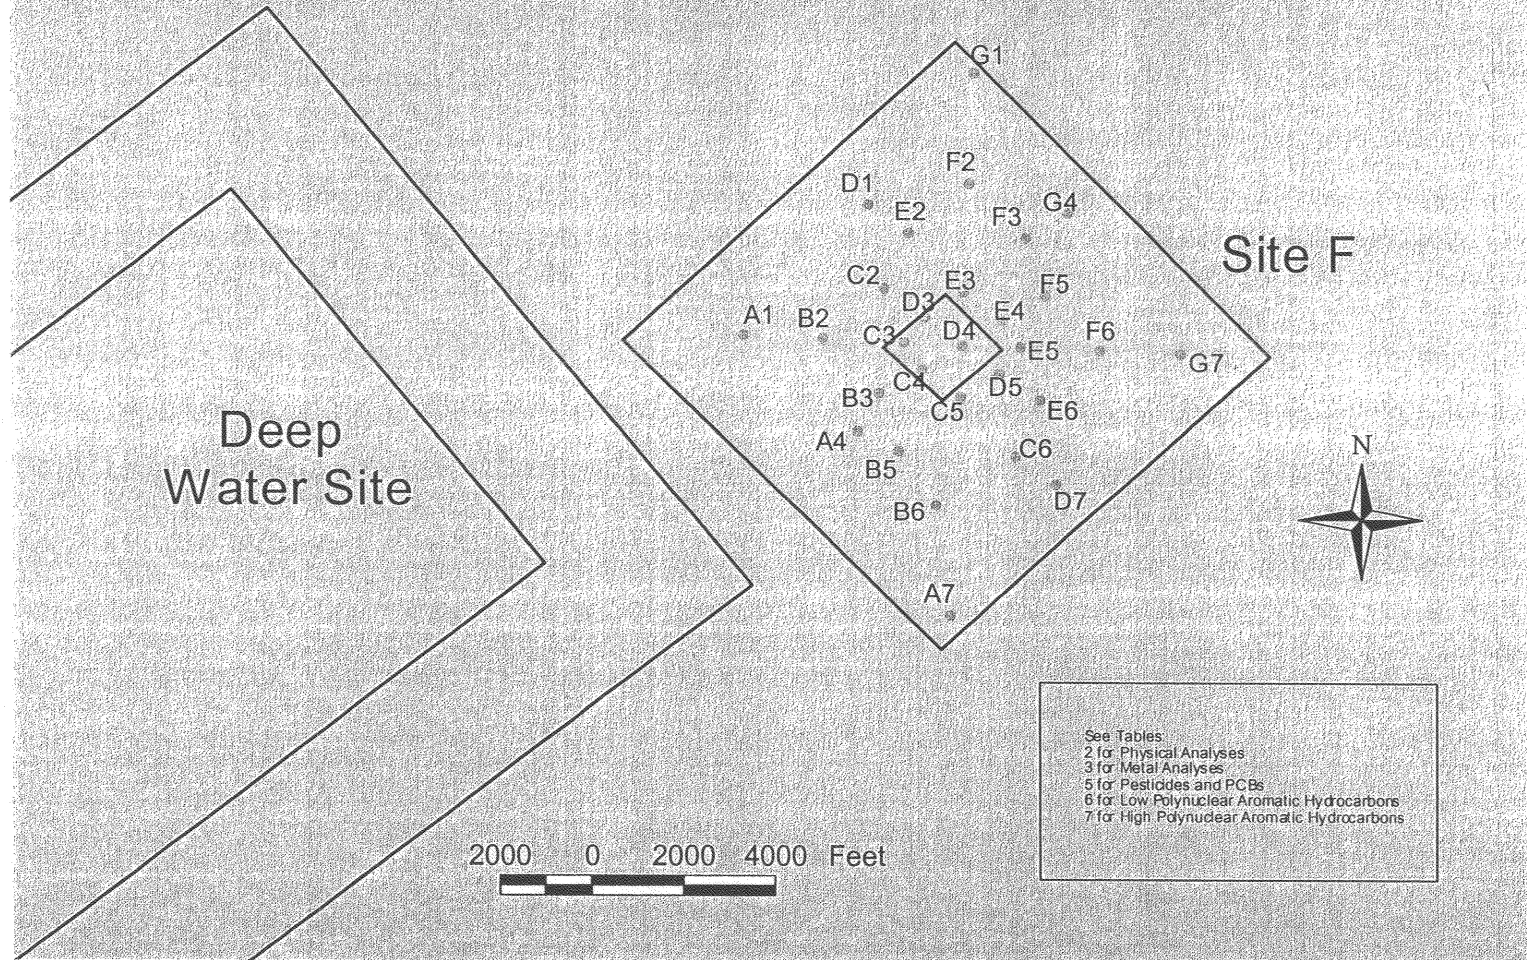 G1
F2
D1
G4
E2
F3
Site F
C2
E3
F5
D3
A1
E4
B2
D4
F6
C3
E5
G7
C4
D5
B3
C5
E6
Deep
Water Site
A4
C6
N
B5
D7
B6
A7
See Tables:
2 for Physical Analyses
3 for Metal Analyses
5 for Pesticides and PCBs
6 for Low Polynuclear Aromatic Hydrocarbons
7 for High Polynuclear Aromatic Hydrocarbons
2000 0 2000 4000 Feet